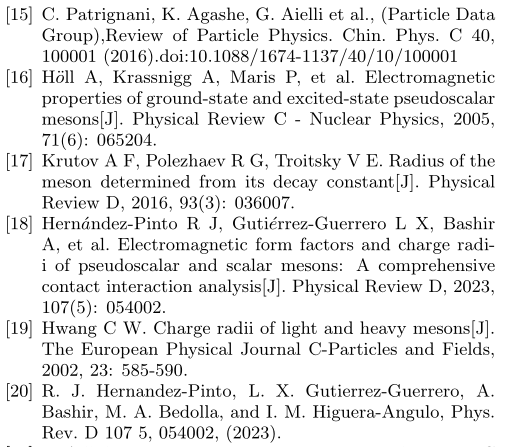 [15] C. Patrignani, K. Agashe, G. Aielli et al., (Particle Data
Group),Review of Particle Physics. Chin. Phys. C 40,
100001 (2016).doi:10.1088/1674-1137/40/10/100001
[16] Höll A, Krassnigg A, Maris P, et al. Electromagnetic
properties of ground-state and excited-state pseudoscalar
mesons[J]. Physical Review C - Nuclear Physics, 2005,
71(6): 065204.
[17] Krutov A F, Polezhaev R G, Troitsky V E. Radius of the
meson determined from its decay constant[J]. Physical
Review D, 2016, 93(3): 036007.
[18] Hernández-Pinto R J, Gutiérrez-Guerrero L X, Bashir
A, et al. Electromagnetic form factors and charge radi-
i of pseudoscalar and scalar mesons: A comprehensive
contact interaction analysis[J]. Physical Review D, 2023,
107(5): 054002.
[19] Hwang C W. Charge radii of light and heavy mesons[J].
The European Physical Journal C-Particles and Fields,
2002, 23: 585-590.
[20] R. J. Hernandez-Pinto, L. X. Gutierrez-Guerrero, A.
Bashir, M. A. Bedolla, and I. M. Higuera-Angulo, Phys.
Rev. D 107 5, 054002, (2023).